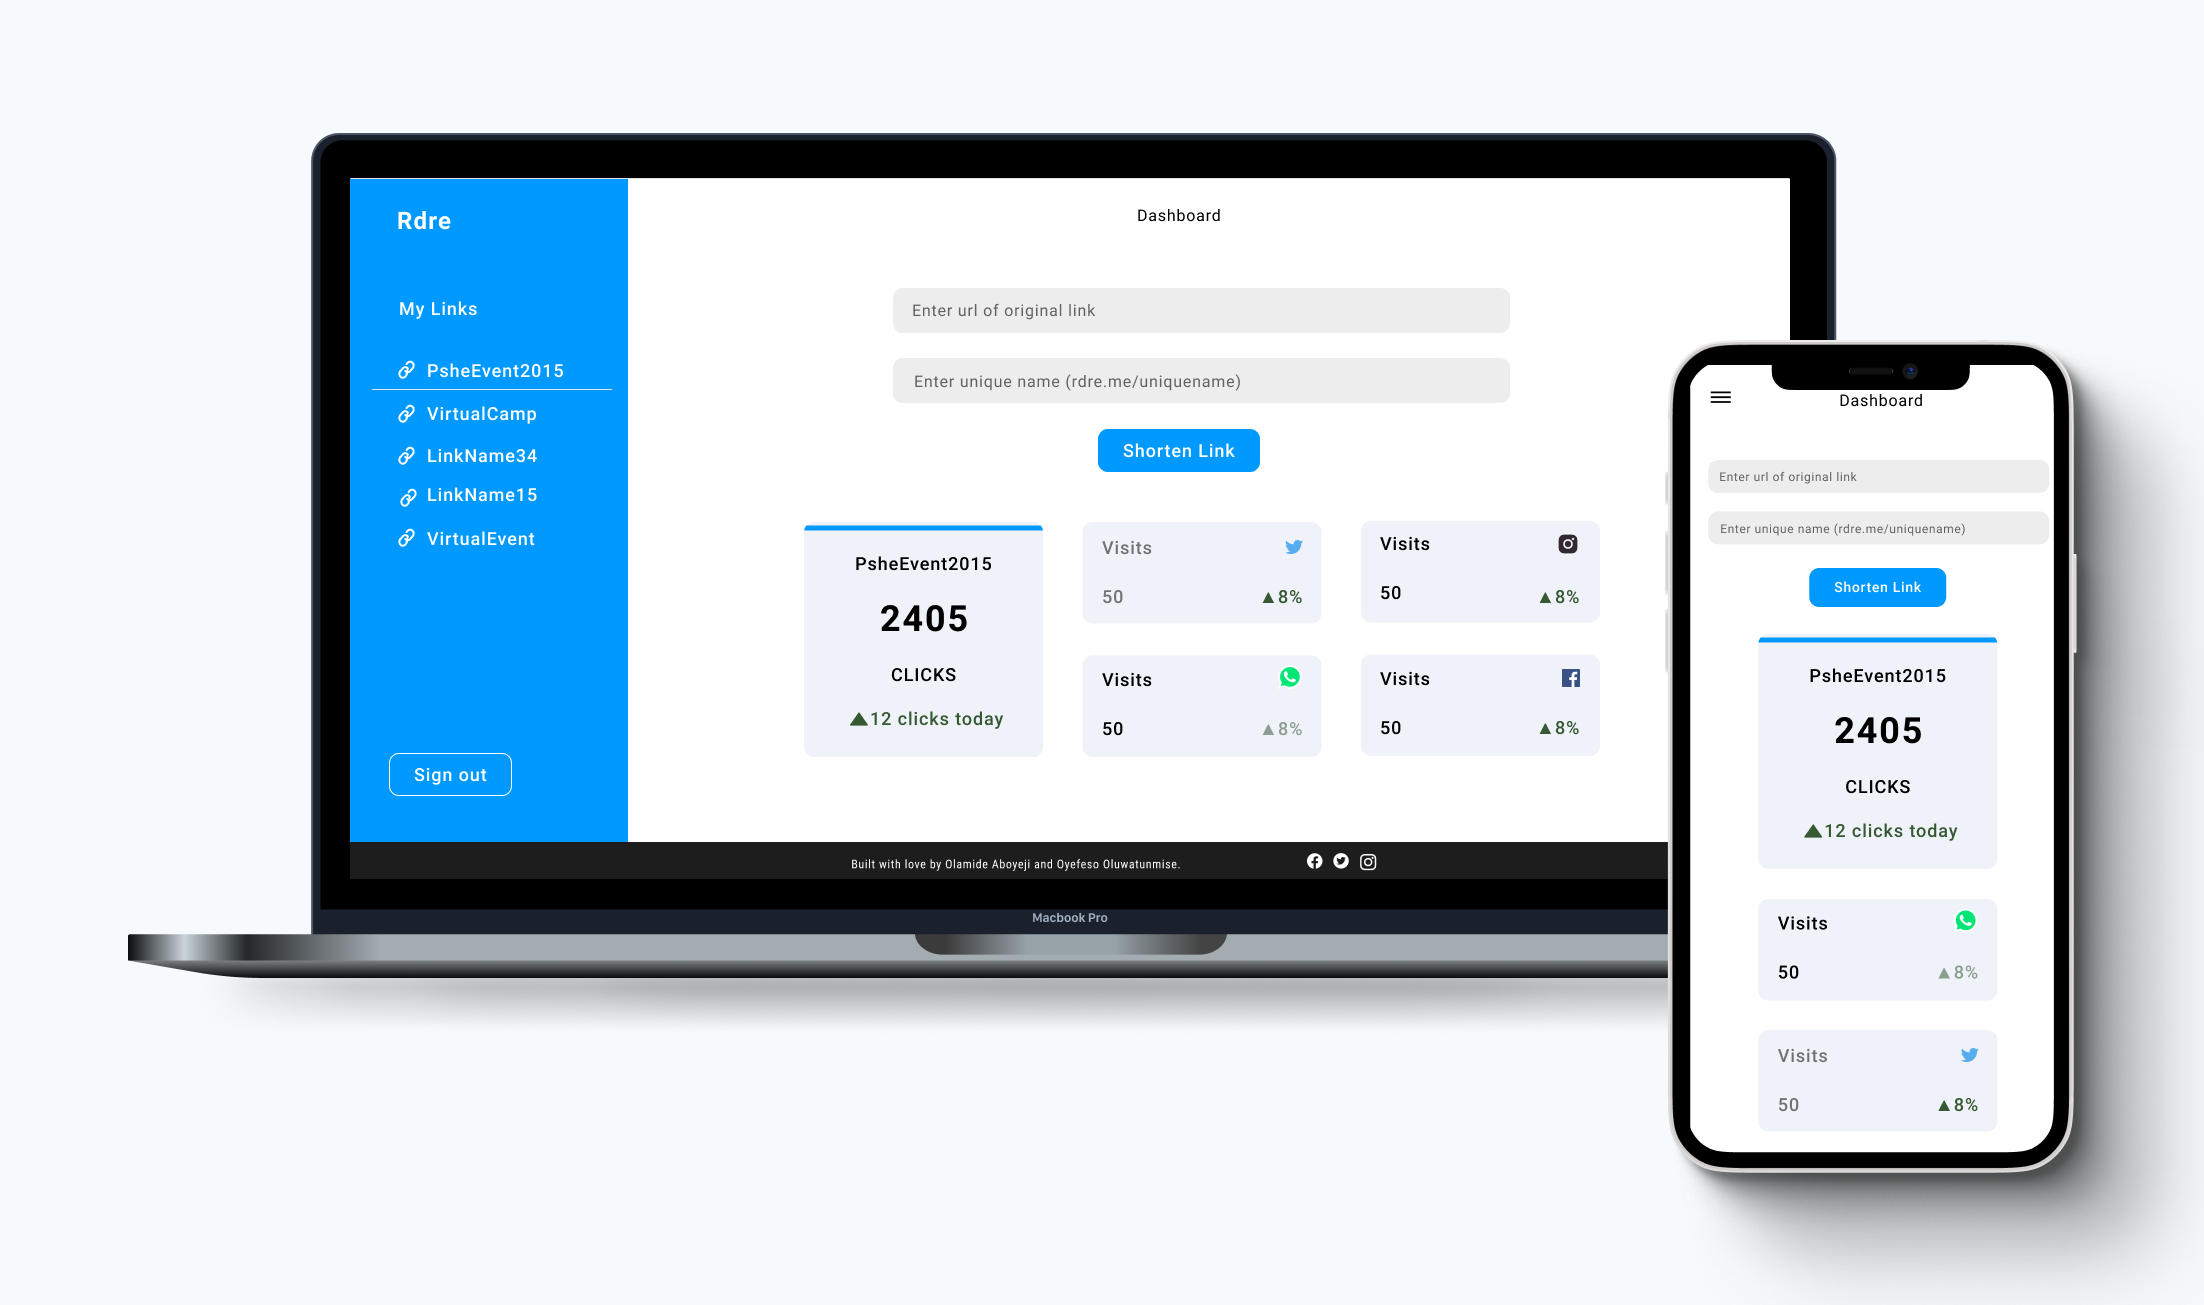 Rdre
My Links
PsheEvent2015
VirtualCamp
LinkName34
LinkName15
VirtualEvent
Sign out
Dashboard
Enter url of original link
Enter unique name (rdre.me/uniquename)
Shorten Link
PsheEvent2015
2405
CLICKS
▲12 clicks today
Visits
50 ▲8%
Visits
50 ▲8%
Visits
50 ▲8%
Visits
50 ▲8%
Built with love by Olamide Aboyeji and Oyefeso Oluwatunmise.
Macbook Pro
Dashboard
Enter url of original link
Enter unique name (rdre.me/uniquename)
Shorten Link
PsheEvent2015
2405
CLICKS
▲12 clicks today
Visits
50 ▲8%
Visits
50 ▲8%